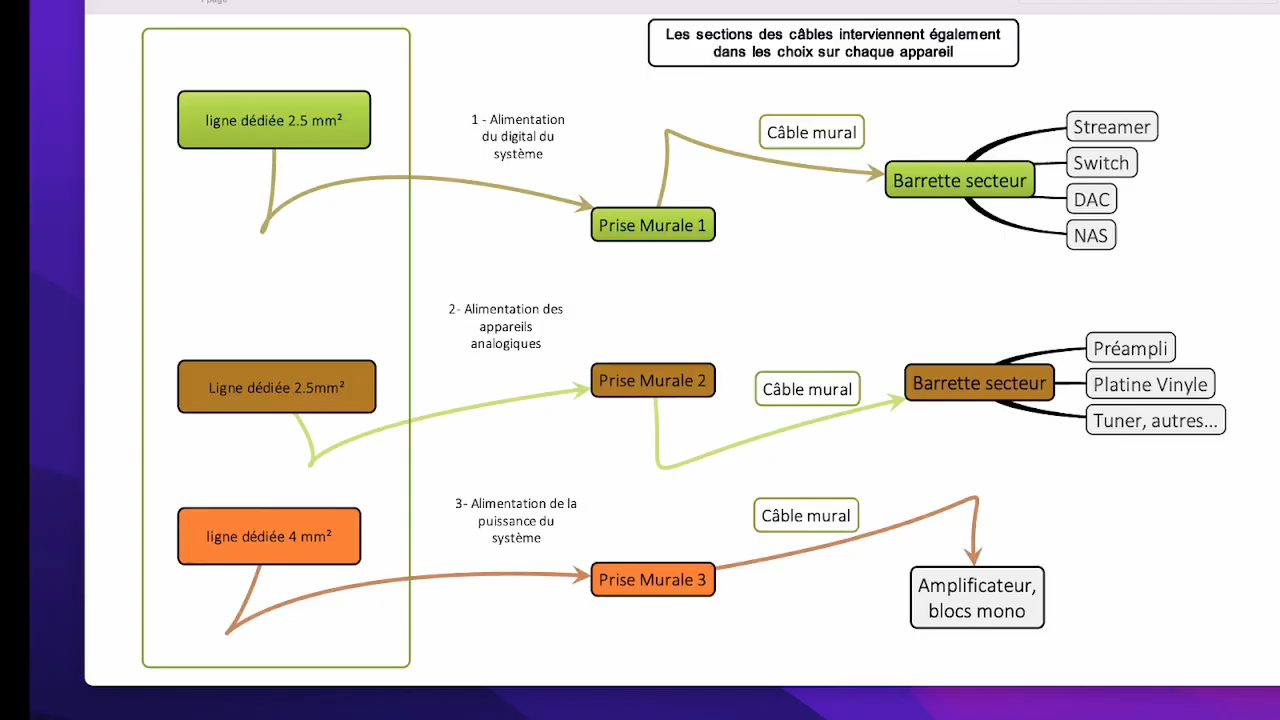 Les sections des câbles interviennent également
dans les choix sur chaque appareil
ligne dédiée 2.5 mm²
1 - Alimentation
du digital du
système
Câble mural
Prise Murale 1
Barrette secteur
Streamer
Switch
DAC
NAS
2- Alimentation des
appareils
analogiques
Ligne dédiée 2.5mm²
Prise Murale 2
Câble mural
Barrette secteur
Préampli
Platine Vinyle
Tuner, autres...
3- Alimentation de la
puissance du
système
ligne dédiée 4 mm²
Prise Murale 3
Câble mural
Amplificateur,
blocs mono